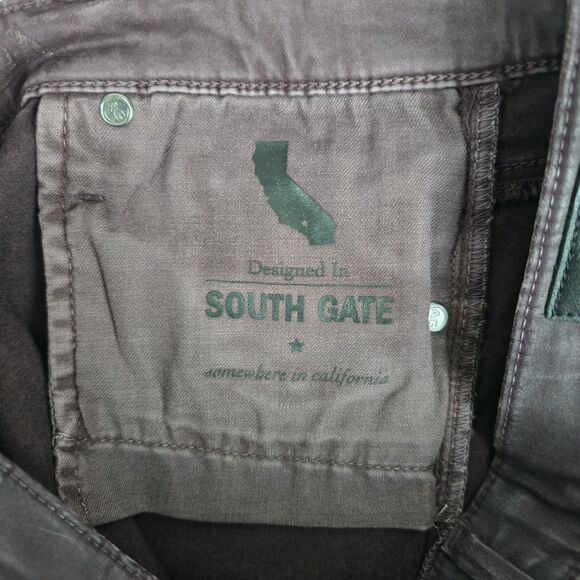 Designed In
SOUTH GATE
somewhere in california